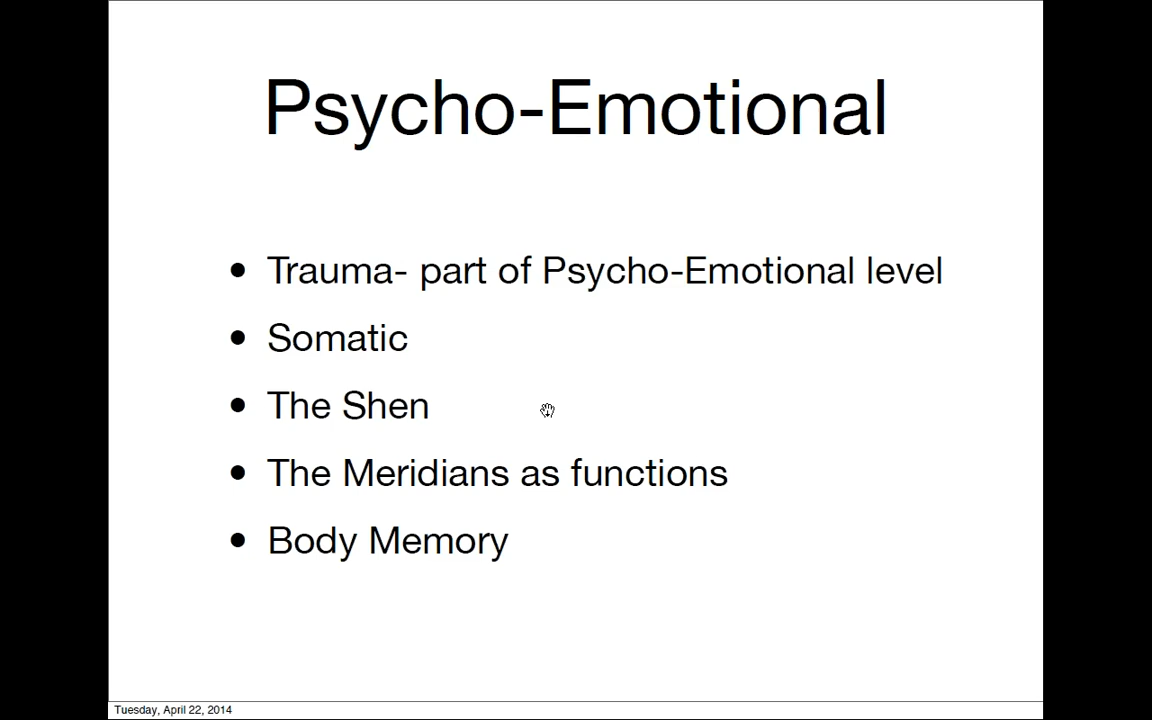 Psycho-Emotional
• Trauma- part of Psycho-Emotional level
• Somatic
• The Shen
• The Meridians as functions
• Body Memory
Tuesday, April 22, 2014